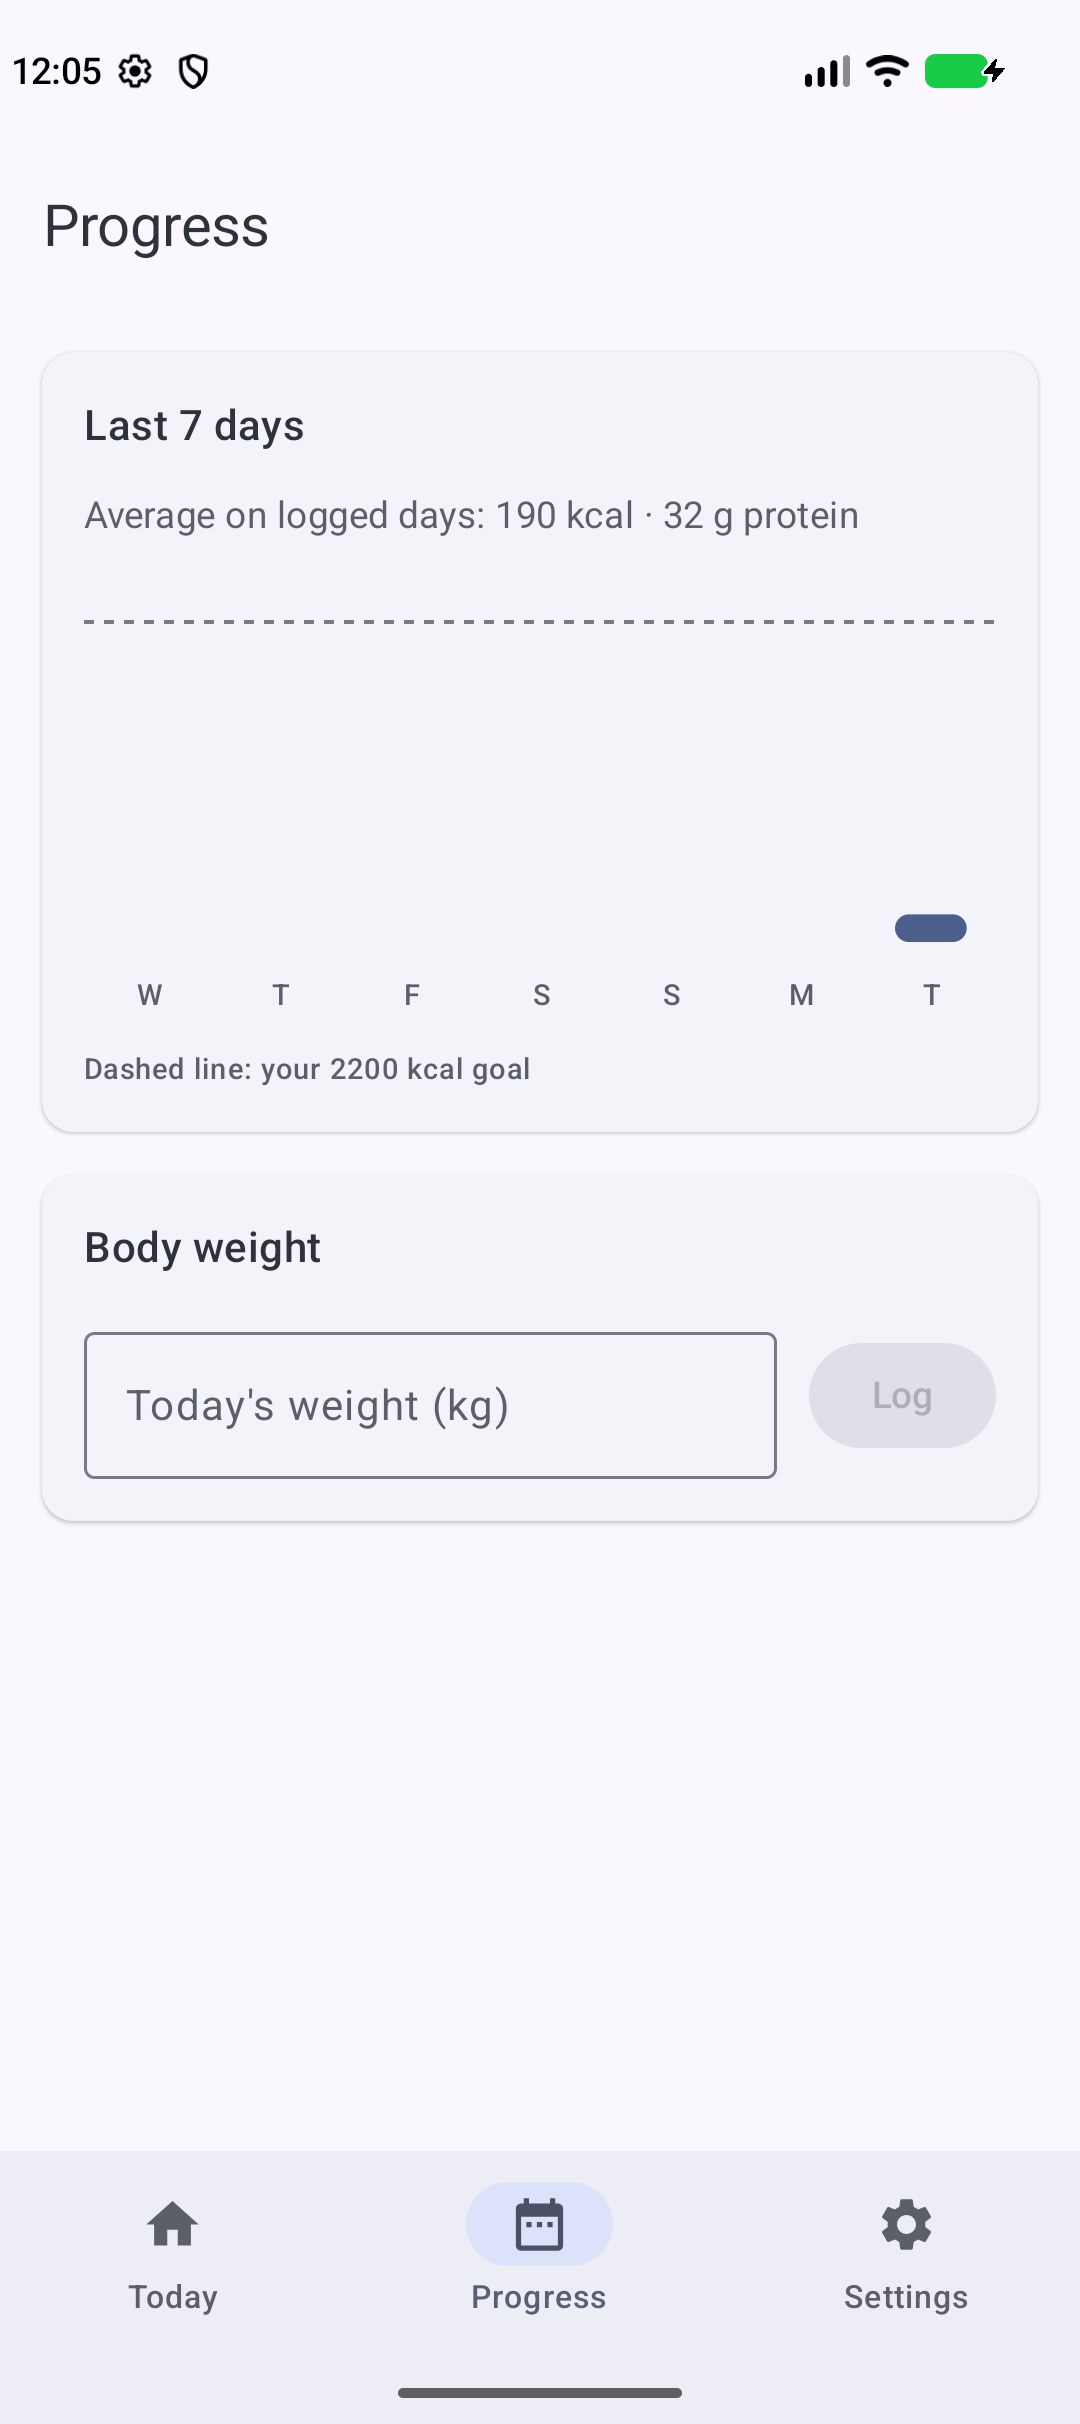 12:05
Progress
Last 7 days
Average on logged days: 190 kcal · 32 g protein
W T F S S M T
Dashed line: your 2200 kcal goal
Body weight
Today's weight (kg)
Log
Today Progress Settings